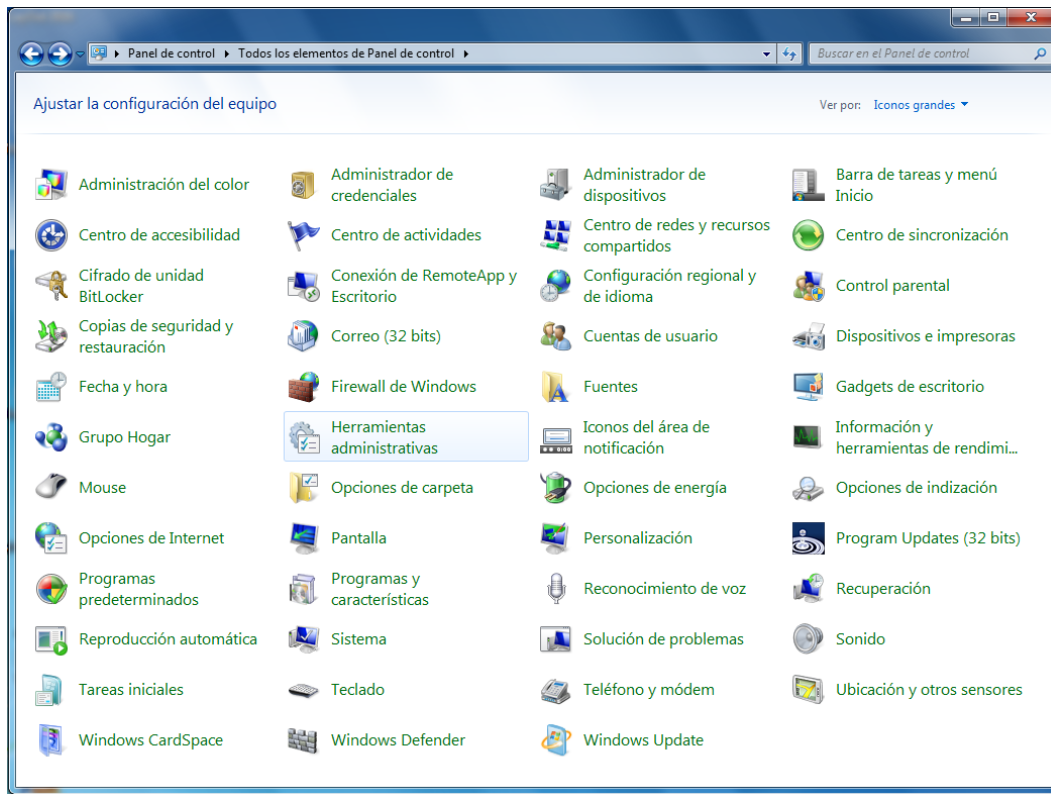 Panel de control ▸ Todos los elementos de Panel de control ▸
Buscar en el Panel de control
Ajustar la configuración del equipo
Ver por: Iconos grandes
Administración del color
Administrador de
credenciales
Administrador de
dispositivos
Barra de tareas y menú
Inicio
Centro de accesibilidad
Centro de actividades
Centro de redes y recursos
compartidos
Centro de sincronización
Cifrado de unidad
BitLocker
Conexión de RemoteApp y
Escritorio
Configuración regional y
de idioma
Control parental
Copias de seguridad y
restauración
Correo (32 bits)
Cuentas de usuario
Dispositivos e impresoras
Fecha y hora
Firewall de Windows
Fuentes
Gadgets de escritorio
Grupo Hogar
Herramientas
administrativas
Iconos del área de
notificación
Información y
herramientas de rendimi...
Mouse
Opciones de carpeta
Opciones de energía
Opciones de indización
Opciones de Internet
Pantalla
Personalización
Program Updates (32 bits)
Programas
predeterminados
Programas y
características
Reconocimiento de voz
Recuperación
Reproducción automática
Sistema
Solución de problemas
Sonido
Tareas iniciales
Teclado
Teléfono y módem
Ubicación y otros sensores
Windows CardSpace
Windows Defender
Windows Update